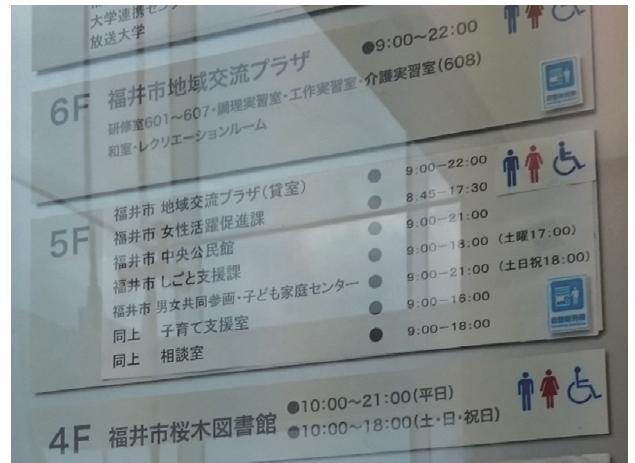 大学連携セン
放送大学
6F 福井市地域交流プラザ ●9:00～22:00
研修室601～607・調理実習室・工作実習室・介護実習室(608)
和室・レクリエーションルーム
5F
福井市 地域交流プラザ(貸室) ● 9:00-22:00
福井市 女性活躍促進課 ● 8:45-17:30
福井市 中央公民館 ● 9:00-21:00
福井市 しごと支援課 ● 9:00-18:00 (土曜17:00)
福井市 男女共同参画・子ども家庭センター ● 9:00-21:00 (土日祝18:00)
同上 子育て支援室 ● 9:00-16:00
同上 相談室 ● 9:00-18:00
4F 福井市桜木図書館 ●10:00～21:00(平日)
●10:00～18:00(土・日・祝日)